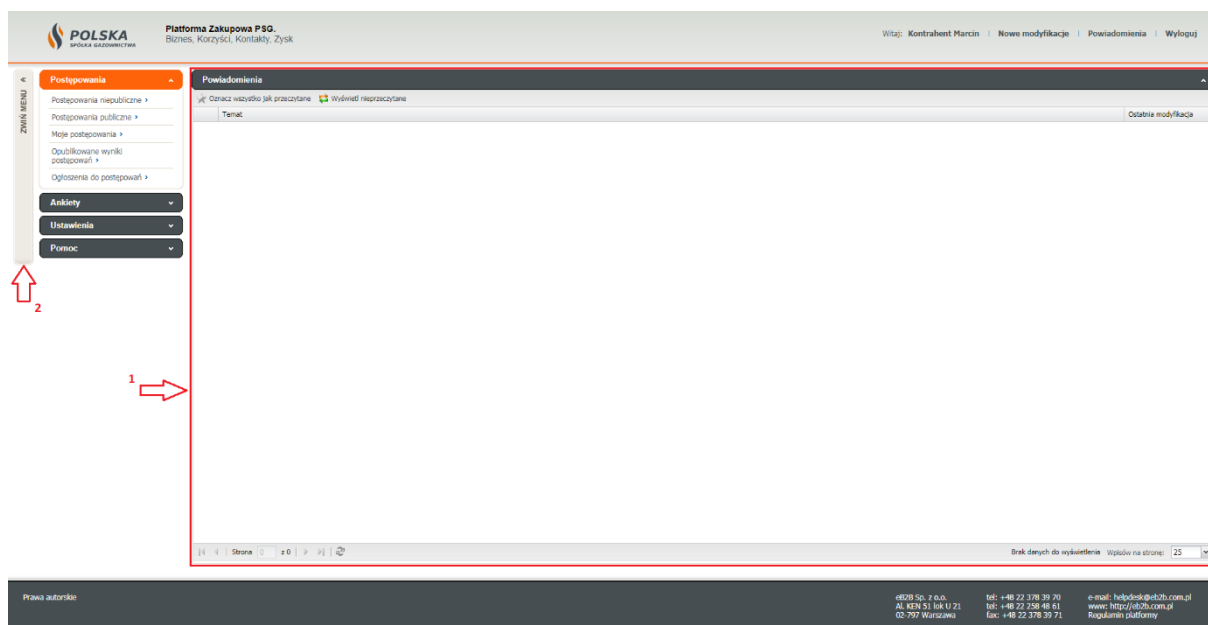 POLSKA
SPÓŁKA GAZOWNICTWA
Platforma Zakupowa PSG.
Biznes, Korzyści, Kontakty, Zysk
Witaj: Kontrahent Marcin | Nowe modyfikacje | Powiadomienia | Wyloguj
ZWIŃ MENU
Postępowania
Postępowania niepubliczne
Postępowania publiczne
Moje postępowania
Opublikowane wyniki
postępowań
Ogłoszenia do postępowań
Ankiety
Ustawienia
Pomoc
2
1
Powiadomienia
Oznacz wszystko jak przeczytane Wyświetl nieprzeczytane
Temat Ostatnia modyfikacja
Strona 0 z 0 Brak danych do wyświetlenia Wpisów na stronę: 25
Prawa autorskie
eB2B Sp. z o.o.
Al. KEN 51 lok U 21
02-797 Warszawa
tel: +48 22 378 39 70
tel: +48 22 258 48 61
fax: +48 22 378 39 71
e-mail: helpdesk@eb2b.com.pl
www: http://eb2b.com.pl
Regulamin platformy